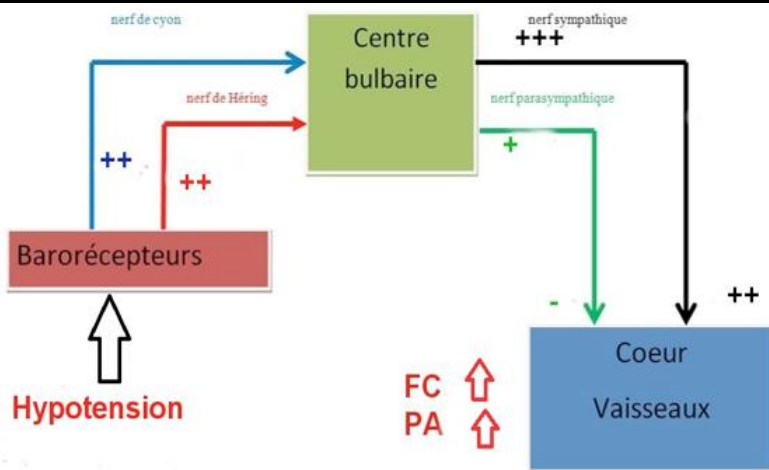 nerf de cyon
nerf sympathique
+++
Centre
bulbaire
nerf de Héring
nerf parasympathique
+
++
++
Barorécepteurs
-
++
Coeur
Vaisseaux
FC
PA
Hypotension